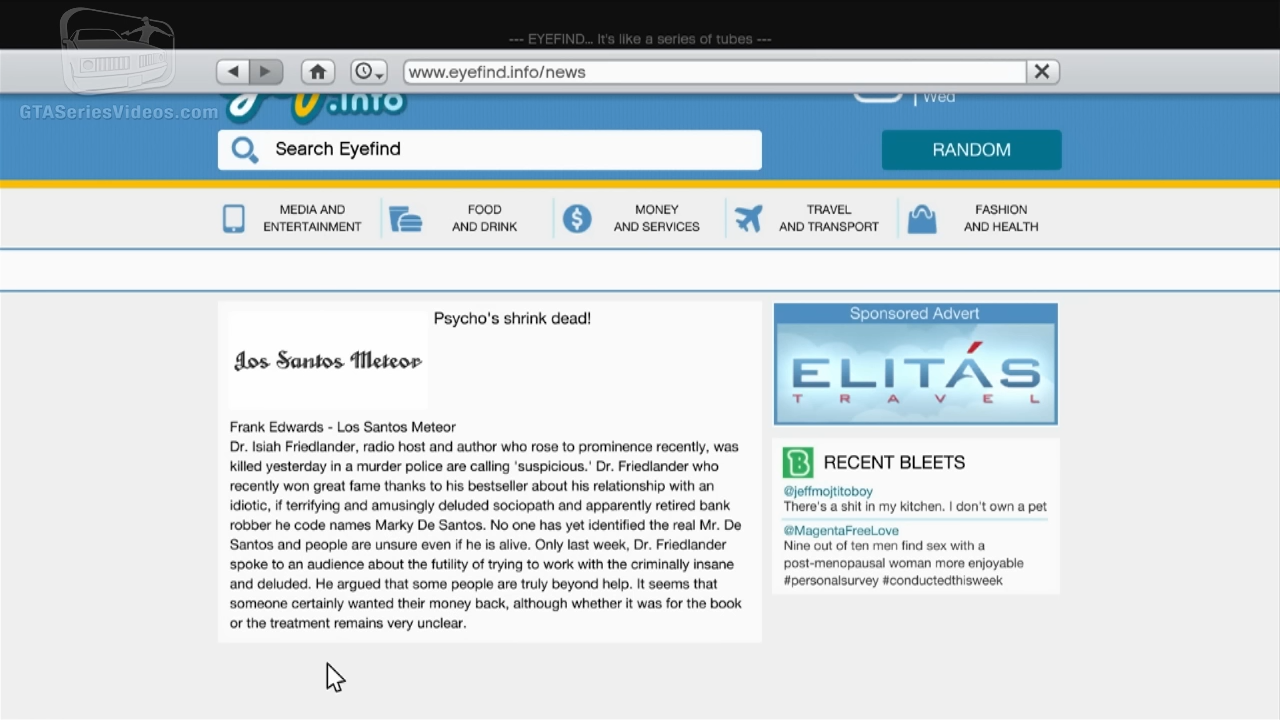 --- EYEFIND... It's like a series of tubes ---
www.eyefind.info/news
GTASeriesVideos.com
.info
Wed
Search Eyefind
RANDOM
MEDIA AND
ENTERTAINMENT
FOOD
AND DRINK
MONEY
AND SERVICES
TRAVEL
AND TRANSPORT
FASHION
AND HEALTH
Psycho's shrink dead!
Los Santos Meteor
Frank Edwards - Los Santos Meteor
Dr. Isiah Friedlander, radio host and author who rose to prominence recently, was
killed yesterday in a murder police are calling 'suspicious.' Dr. Friedlander who
recently won great fame thanks to his bestseller about his relationship with an
idiotic, if terrifying and amusingly deluded sociopath and apparently retired bank
robber he code names Marky De Santos. No one has yet identified the real Mr. De
Santos and people are unsure even if he is alive. Only last week, Dr. Friedlander
spoke to an audience about the futility of trying to work with the criminally insane
and deluded. He argued that some people are truly beyond help. It seems that
someone certainly wanted their money back, although whether it was for the book
or the treatment remains very unclear.
Sponsored Advert
ELITÁS
TRAVEL
RECENT BLEETS
@jeffmojtitoboy
There's a shit in my kitchen. I don't own a pet
@MagentaFreeLove
Nine out of ten men find sex with a
post-menopausal woman more enjoyable
#personalsurvey #conductedthisweek